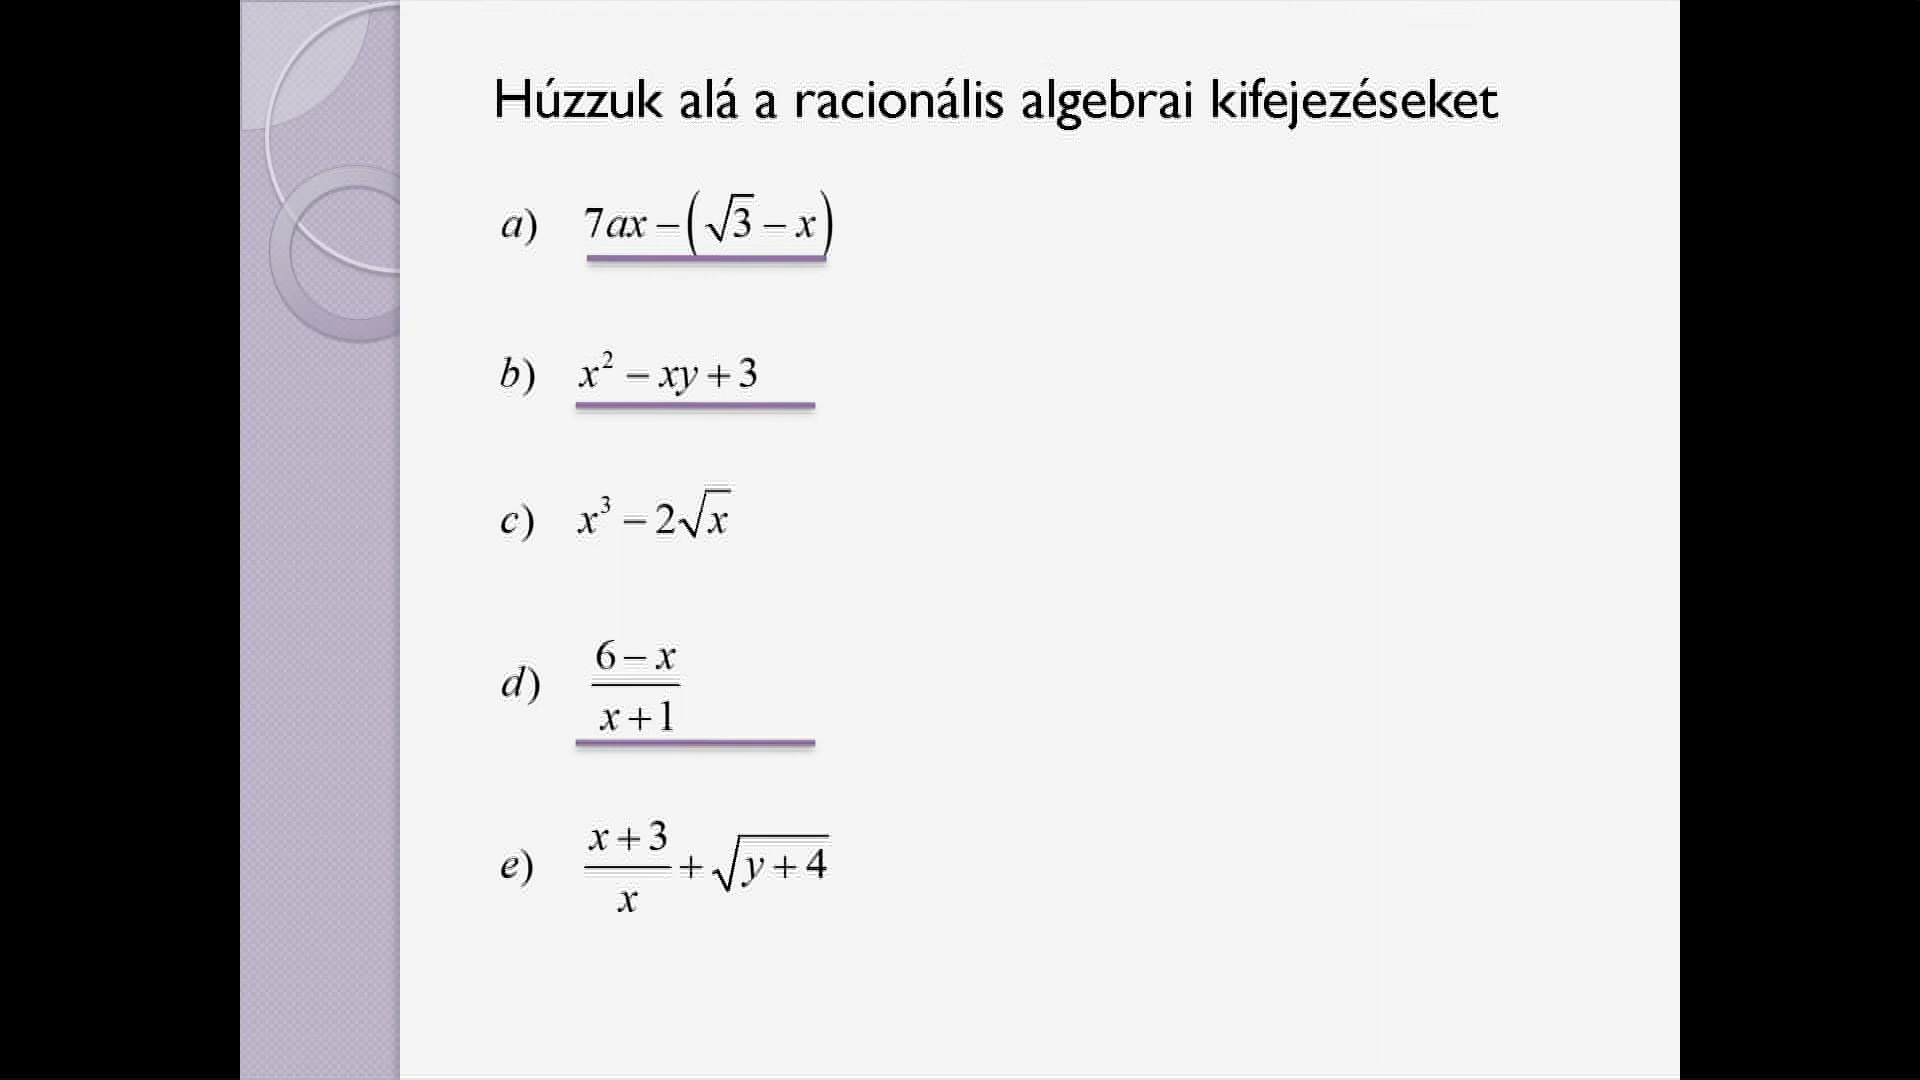 Húzzuk alá a racionális algebrai kifejezéseket
a) 7ax − (√3 − x)
b) x² − xy + 3
c) x³ − 2√x
d) (6 − x)/(x + 1)
e) (x + 3)/x + √(y + 4)